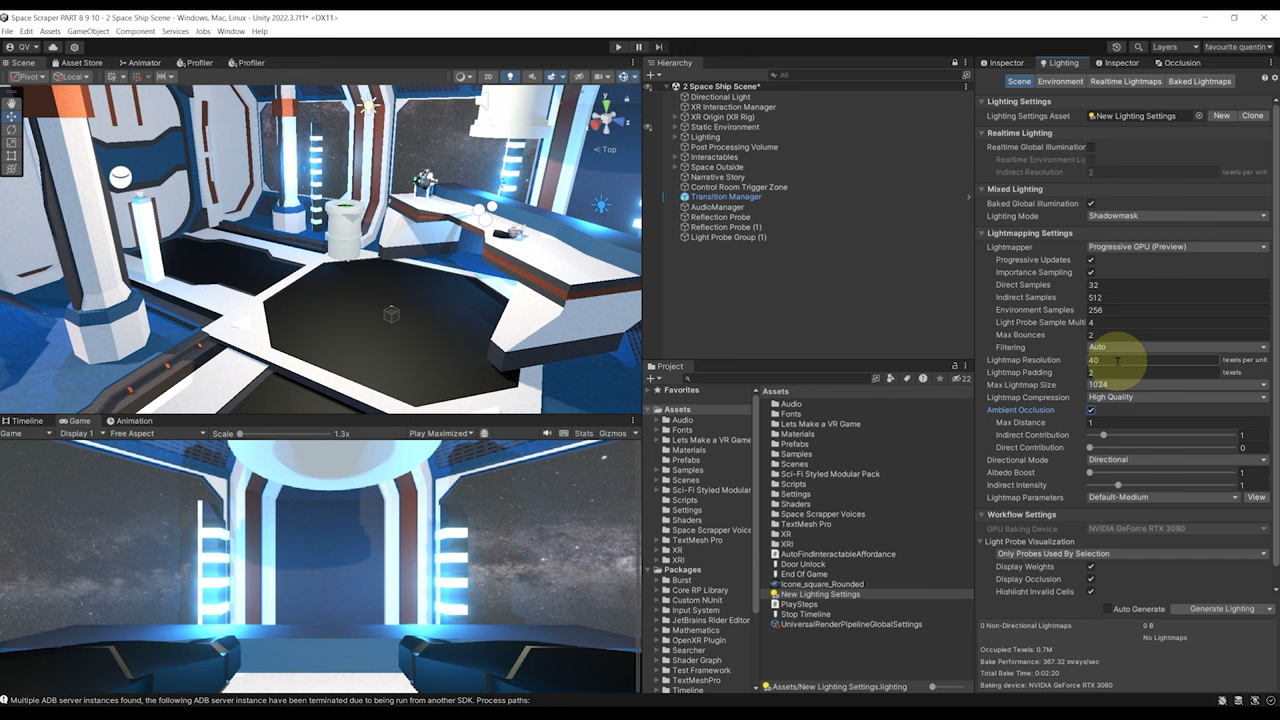 Space Scraper PART 8 9 10 - 2 Space Ship Scene - Windows, Mac, Linux - Unity 2022.3.7f1* <DX11>
File Edit Assets GameObject Component Services Jobs Window Help
QV Layers favourite quentin
Scene Asset Store Animator Profiler Profiler
Pivot Local 2D
y
z
Top
Hierarchy
All
2 Space Ship Scene*
Directional Light
XR Interaction Manager
XR Origin (XR Rig)
Static Environment
Lighting
Post Processing Volume
Interactables
Space Outside
Narrative Story
Control Room Trigger Zone
Transition Manager
AudioManager
Reflection Probe
Reflection Probe (1)
Light Probe Group (1)
Inspector Lighting Inspector Occlusion
Scene Environment Realtime Lightmaps Baked Lightmaps
Lighting Settings
Lighting Settings Asset New Lighting Settings New Clone
Realtime Lighting
Realtime Global Illumination
Realtime Environment Li
Indirect Resolution 2 texels per unit
Mixed Lighting
Baked Global Illumination
Lighting Mode Shadowmask
Lightmapping Settings
Lightmapper Progressive GPU (Preview)
Progressive Updates
Importance Sampling
Direct Samples 32
Indirect Samples 512
Environment Samples 256
Light Probe Sample Multi 4
Max Bounces 2
Filtering Auto
Lightmap Resolution 40 texels per unit
Lightmap Padding 2 texels
Max Lightmap Size 1024
Lightmap Compression High Quality
Ambient Occlusion
Max Distance 1
Indirect Contribution 1
Direct Contribution 0
Directional Mode Directional
Albedo Boost 1
Indirect Intensity 1
Lightmap Parameters Default-Medium View
Workflow Settings
GPU Baking Device NVIDIA GeForce RTX 3080
Light Probe Visualization
Only Probes Used By Selection
Display Weights
Display Occlusion
Highlight Invalid Cells
Auto Generate Generate Lighting
0 Non-Directional Lightmaps 0 B
No Lightmaps
Occupied Texels: 0.7M
Bake Performance: 367.32 mrays/sec
Total Bake Time: 0:02:20
Baking device: NVIDIA GeForce RTX 3080
Project
22
Favorites
Assets
Audio
Fonts
Lets Make a VR Game
Materials
Prefabs
Samples
Scenes
Sci-Fi Styled Modular
Scripts
Settings
Shaders
Space Scrapper Voice
TextMesh Pro
XR
XRI
Packages
Burst
Core RP Library
Custom NUnit
Input System
JetBrains Rider Editor
Mathematics
OpenXR Plugin
Searcher
Shader Graph
Test Framework
TextMeshPro
Timeline
Assets
Audio
Fonts
Lets Make a VR Game
Materials
Prefabs
Samples
Scenes
Sci-Fi Styled Modular Pack
Scripts
Settings
Shaders
Space Scrapper Voices
TextMesh Pro
XR
XRI
AutoFindInteractableAffordance
Door Unlock
End Of Game
Icone_square_Rounded
New Lighting Settings
PlaySteps
Stop Timeline
UniversalRenderPipelineGlobalSettings
Assets/New Lighting Settings.lighting
Timeline Game Animation
Game Display 1 Free Aspect Scale 1.3x Play Maximized Stats Gizmos
Multiple ADB server instances found, the following ADB server instance have been terminated due to being run from another SDK. Process paths: